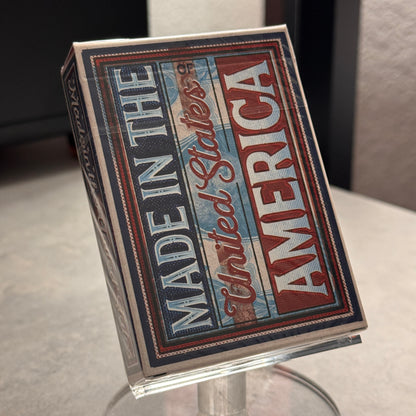 MADE IN THE
United States OF
AMERICA